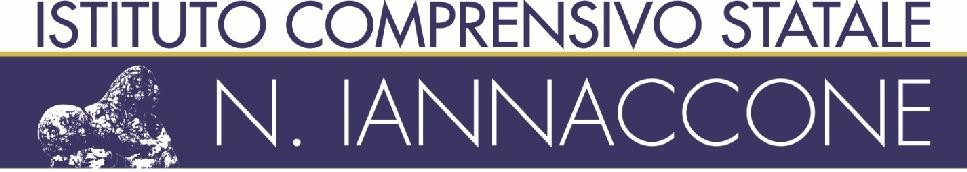 ISTITUTO COMPRENSIVO STATALE
N. IANNACCONE